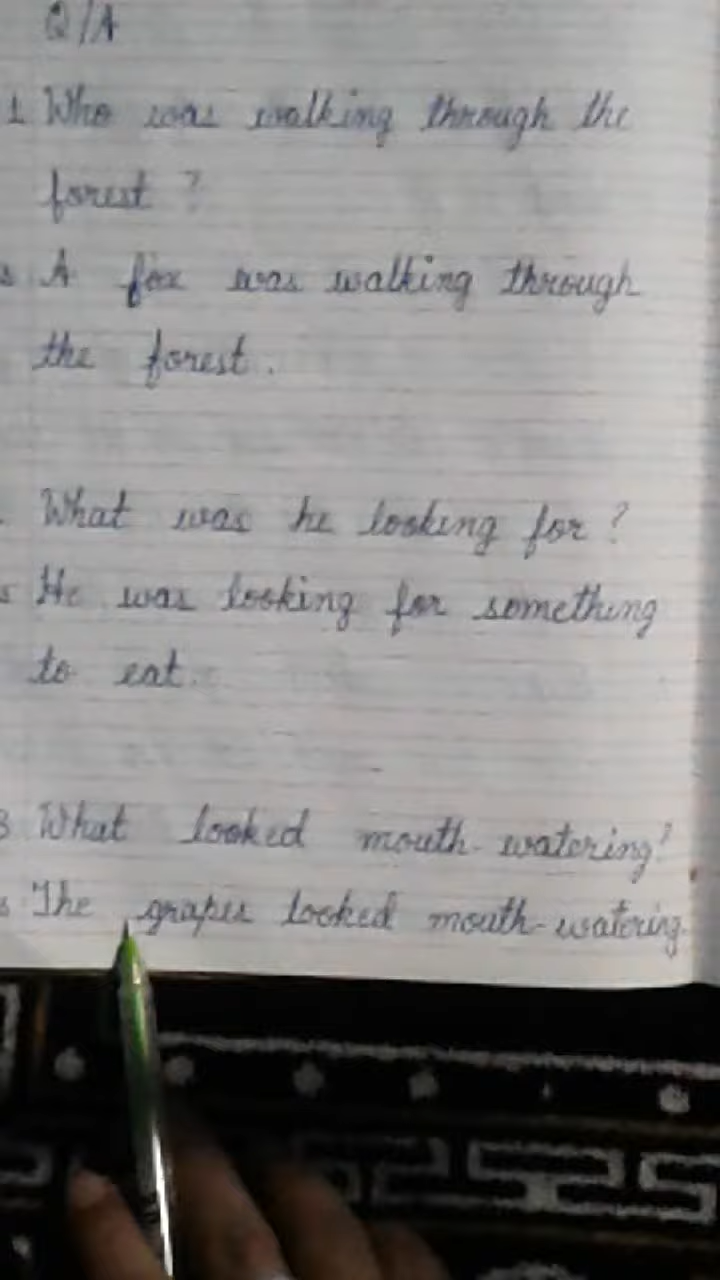 Q/A
1 Who was walking through the
forest ?
s A fox was walking through
the forest.
What was he looking for ?
s He was looking for something
to eat.
3 What looked mouth-watering?
s The grapes looked mouth-watering.